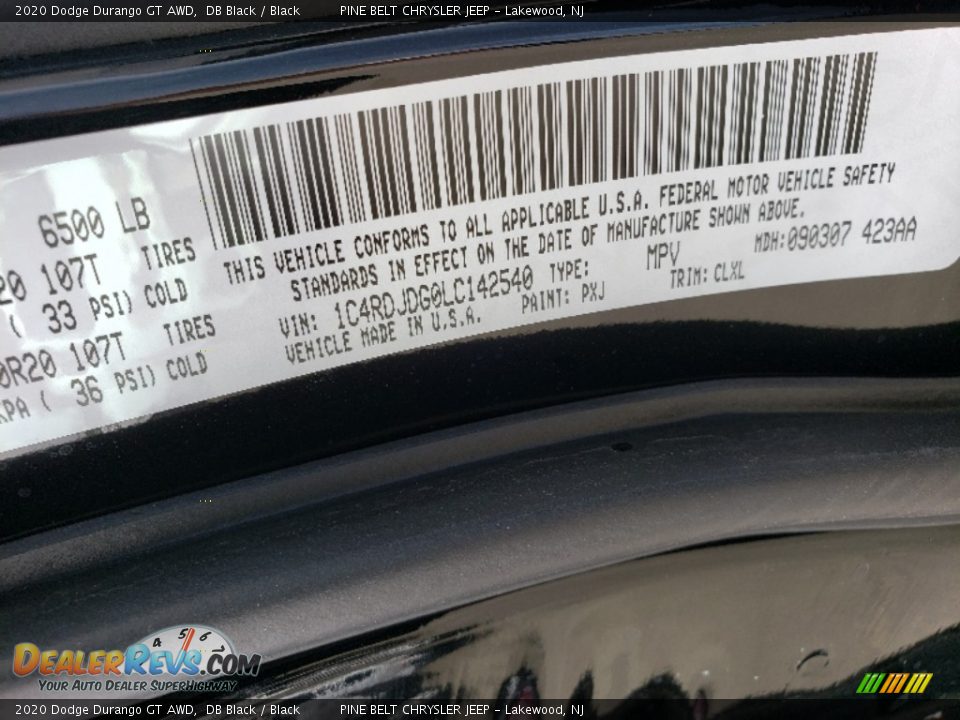 2020 Dodge Durango GT AWD, DB Black / Black PINE BELT CHRYSLER JEEP – Lakewood, NJ
6500 LB
20 107T TIRES
( 33 PSI) COLD
0R20 107T TIRES
KPA ( 36 PSI) COLD
THIS VEHICLE CONFORMS TO ALL APPLICABLE U.S.A. FEDERAL MOTOR VEHICLE SAFETY
STANDARDS IN EFFECT ON THE DATE OF MANUFACTURE SHOWN ABOVE.
VIN: 1C4RDJDG0LC142540 TYPE: MPV MDH:090307 423AA
VEHICLE MADE IN U.S.A. PAINT: PXJ TRIM: CLXL
4 5 6
DEALERREVS.COM
YOUR AUTO DEALER SUPERHIGHWAY
2020 Dodge Durango GT AWD, DB Black / Black PINE BELT CHRYSLER JEEP – Lakewood, NJ